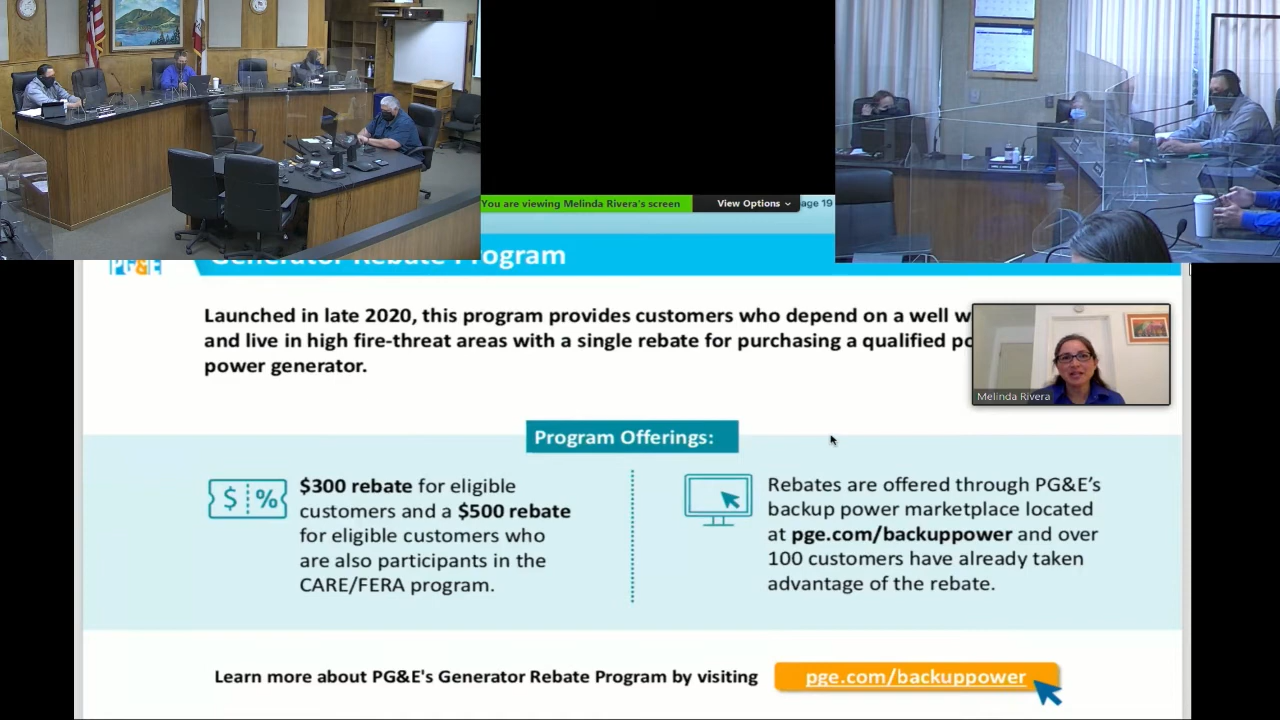 You are viewing Melinda Rivera's screen
View Options
age 19
PG&E
Generator Rebate Program
Launched in late 2020, this program provides customers who depend on a well w
and live in high fire-threat areas with a single rebate for purchasing a qualified po
power generator.
Melinda Rivera
Program Offerings:
$ %
$300 rebate for eligible
customers and a $500 rebate
for eligible customers who
are also participants in the
CARE/FERA program.
Rebates are offered through PG&E's
backup power marketplace located
at pge.com/backuppower and over
100 customers have already taken
advantage of the rebate.
Learn more about PG&E's Generator Rebate Program by visiting
pge.com/backuppower